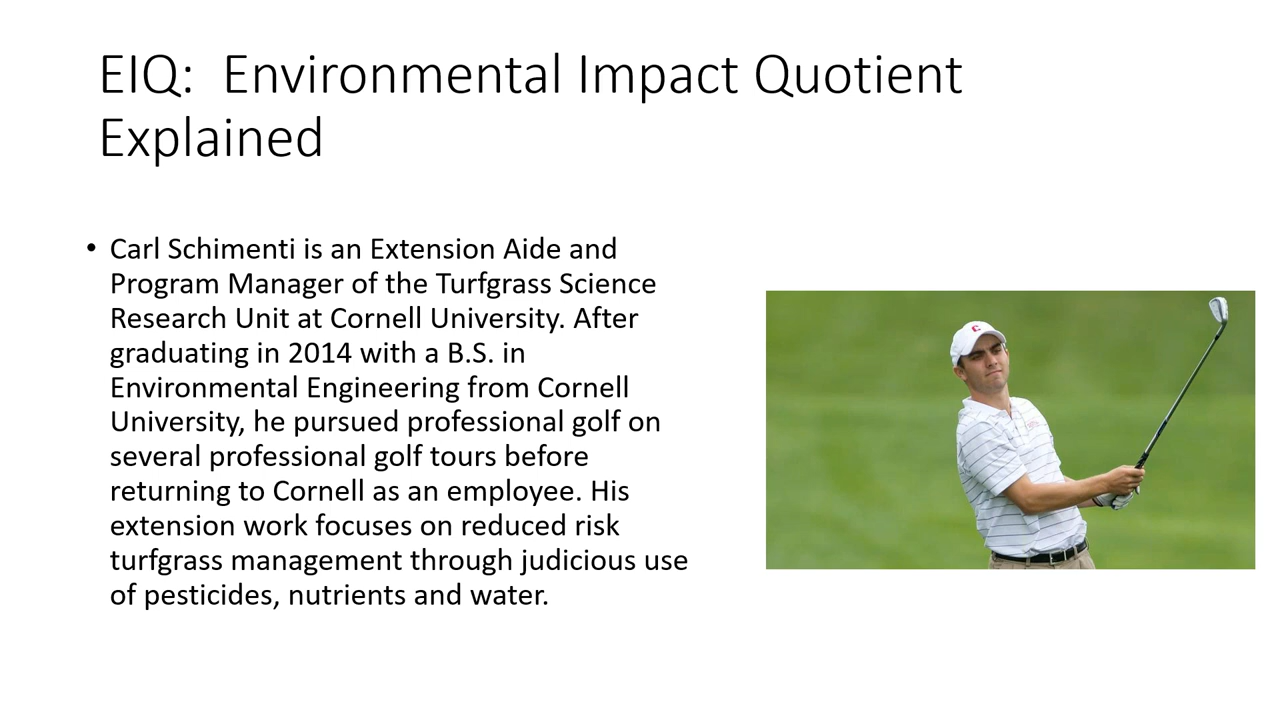 EIQ:  Environmental Impact Quotient
Explained
• Carl Schimenti is an Extension Aide and
Program Manager of the Turfgrass Science
Research Unit at Cornell University. After
graduating in 2014 with a B.S. in
Environmental Engineering from Cornell
University, he pursued professional golf on
several professional golf tours before
returning to Cornell as an employee. His
extension work focuses on reduced risk
turfgrass management through judicious use
of pesticides, nutrients and water.